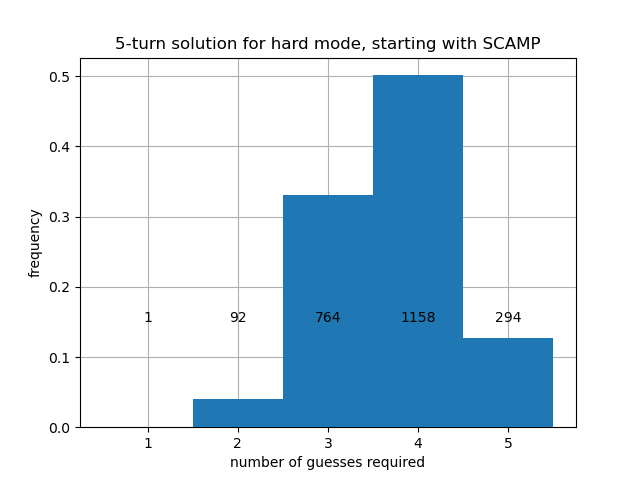 5-turn solution for hard mode, starting with SCAMP
frequency
0.5
0.4
0.3
0.2
0.1
0.0
1 92 764 1158 294
1 2 3 4 5
number of guesses required